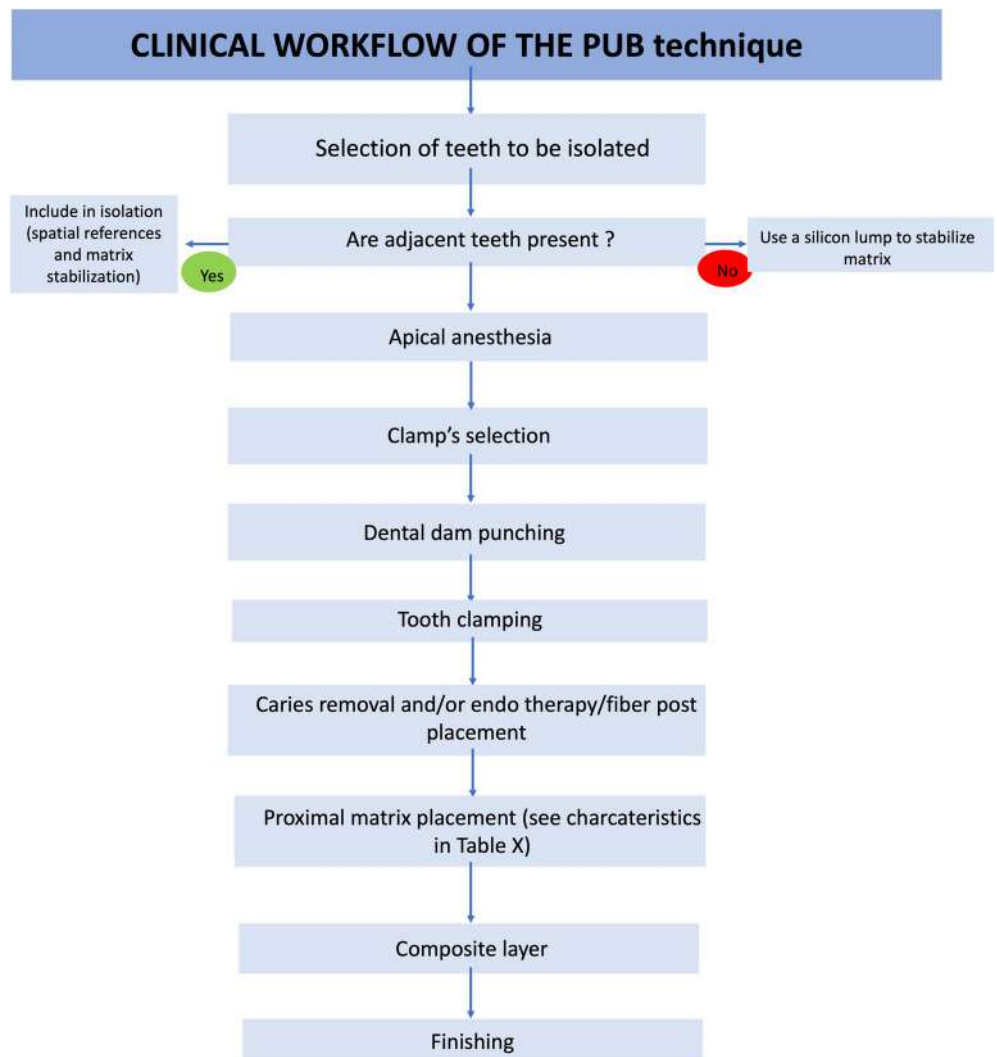 CLINICAL WORKFLOW OF THE PUB technique
Selection of teeth to be isolated
Include in isolation
(spatial references
and matrix
stabilization)
Yes
Are adjacent teeth present ?
No
Use a silicon lump to stabilize
matrix
Apical anesthesia
Clamp's selection
Dental dam punching
Tooth clamping
Caries removal and/or endo therapy/fiber post
placement
Proximal matrix placement (see charcateristics
in Table X)
Composite layer
Finishing